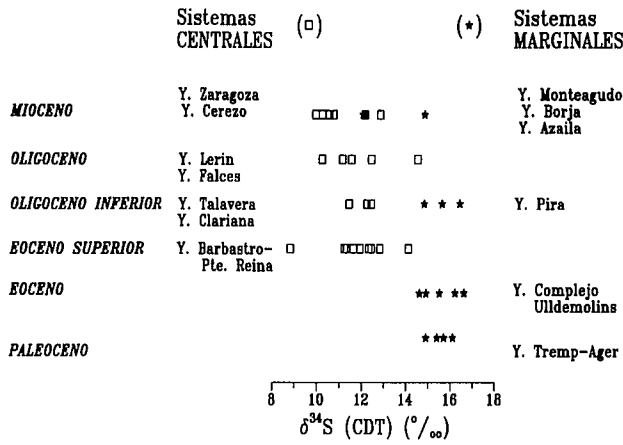 Sistemas CENTRALES (□) (★) Sistemas MARGINALES
MIOCENO Y. Zaragoza Y. Cerezo Y. Monteagudo Y. Borja Y. Azaila
OLIGOCENO Y. Lerin Y. Falces
OLIGOCENO INFERIOR Y. Talavera Y. Clariana Y. Pira
EOCENO SUPERIOR Y. Barbastro-Pte. Reina
EOCENO Y. Complejo Ulldemolins
PALEOCENO Y. Tremp-Ager
8 10 12 14 16 18
δ³⁴S (CDT) (°/₀₀)